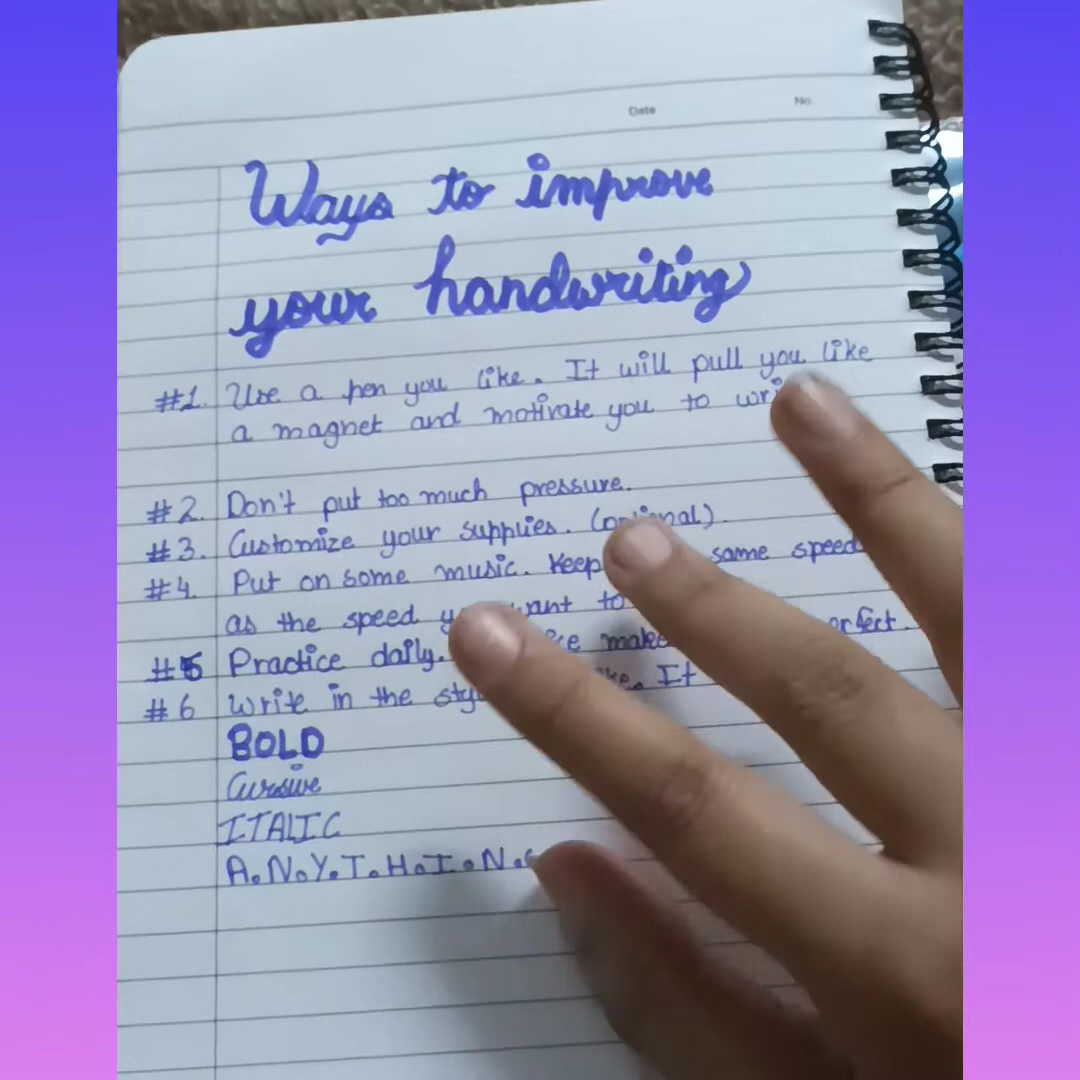 Date No.
Ways to improve
your handwriting
#1. Use a pen you like. It will pull you like
a magnet and motivate you to
#2. Don't put too much pressure.
#3. Customize your supplies. (optional).
#4. Put on some music. Keep same speed
as the speed want to
#5 Practice daily.
#6 Write in the It
BOLD
Cursive
ITALIC
A.N.Y.T.H.I.N.G